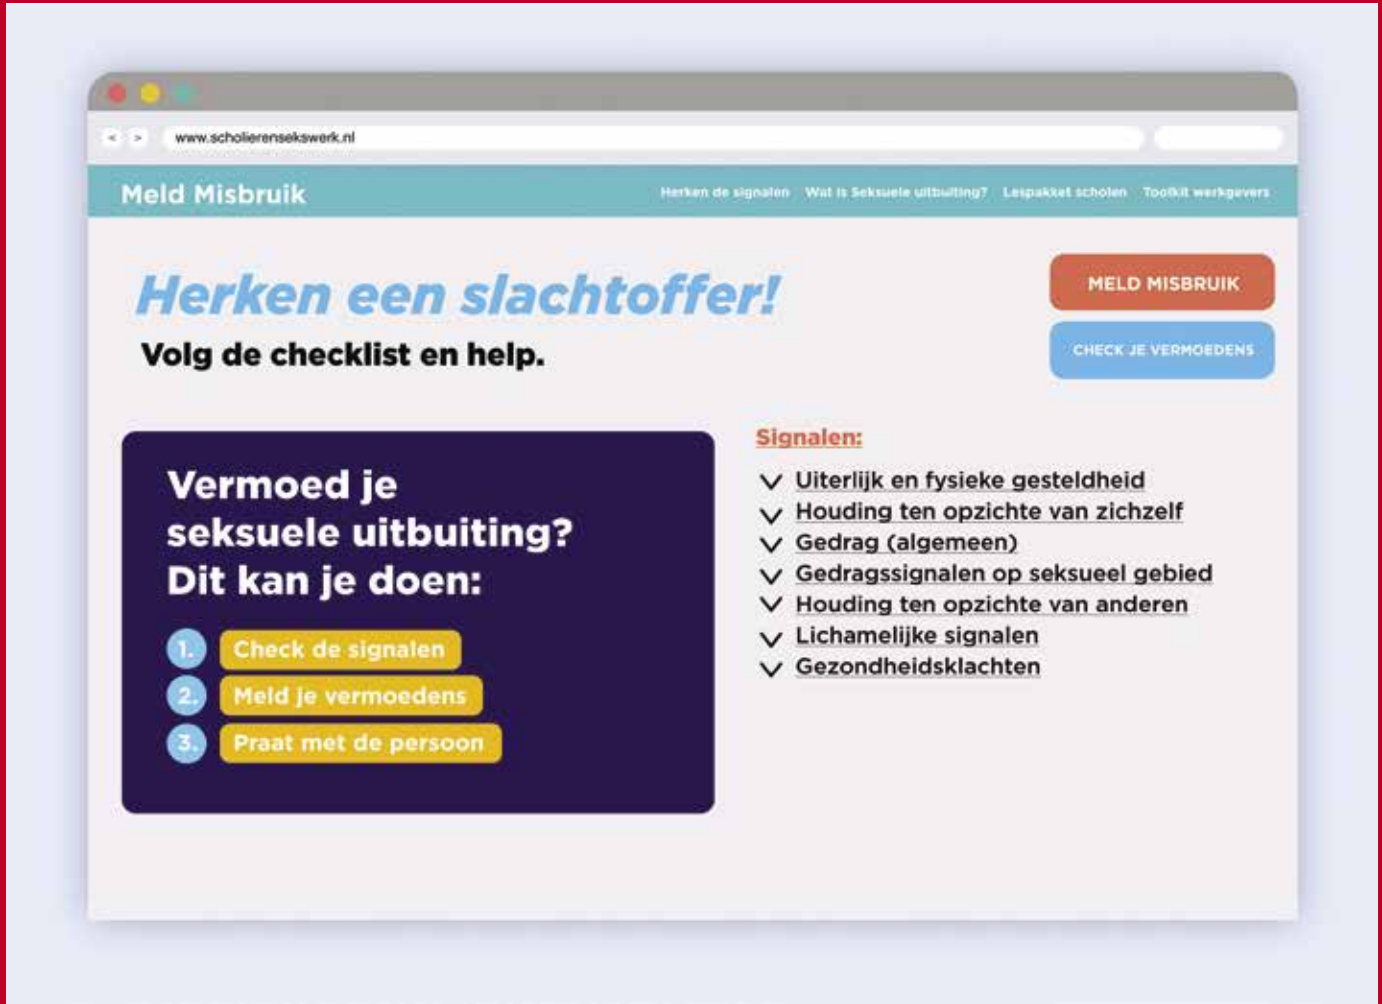 < > www.scholierensekswerk.nl
Meld Misbruik Herken de signalen Wat is Seksuele uitbuiting? Lespakket scholen Toolkit werkgevers
Herken een slachtoffer!
Volg de checklist en help.
MELD MISBRUIK
CHECK JE VERMOEDENS
Vermoed je
seksuele uitbuiting?
Dit kan je doen:
1. Check de signalen
2. Meld je vermoedens
3. Praat met de persoon
Signalen:
Uiterlijk en fysieke gesteldheid
Houding ten opzichte van zichzelf
Gedrag (algemeen)
Gedragssignalen op seksueel gebied
Houding ten opzichte van anderen
Lichamelijke signalen
Gezondheidsklachten